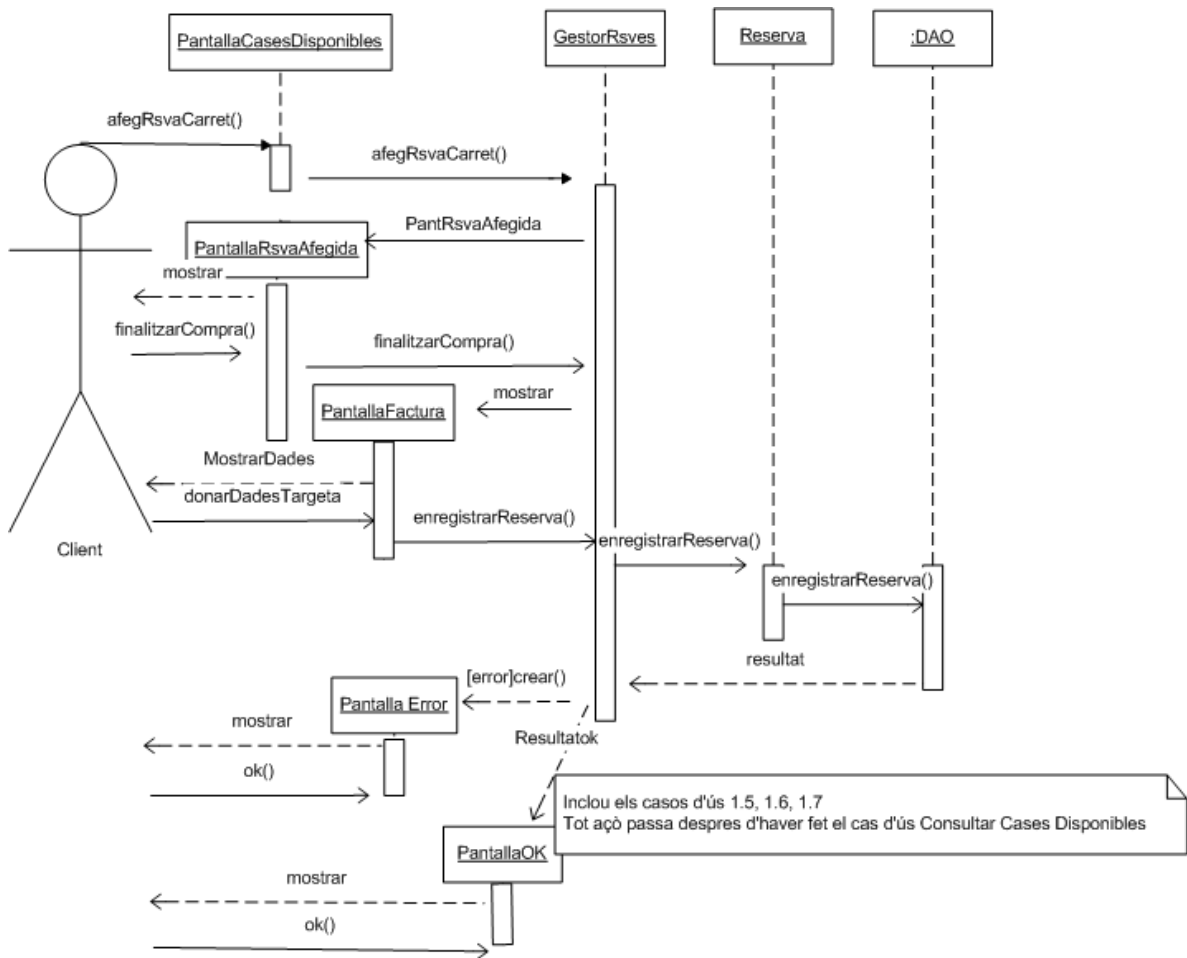 PantallaCasesDisponibles
GestorRsves
Reserva
:DAO
afegRsvaCarret()
afegRsvaCarret()
PantRsvaAfegida
PantallaRsvaAfegida
mostrar
finalitzarCompra()
finalitzarCompra()
mostrar
PantallaFactura
MostrarDades
donarDadesTargeta
enregistrarReserva()
enregistrarReserva()
Client
enregistrarReserva()
resultat
[error]crear()
Pantalla Error
mostrar
Resultatok
ok()
Inclou els casos d'ús 1.5, 1.6, 1.7
Tot açò passa despres d'haver fet el cas d'ús Consultar Cases Disponibles
PantallaOK
mostrar
ok()